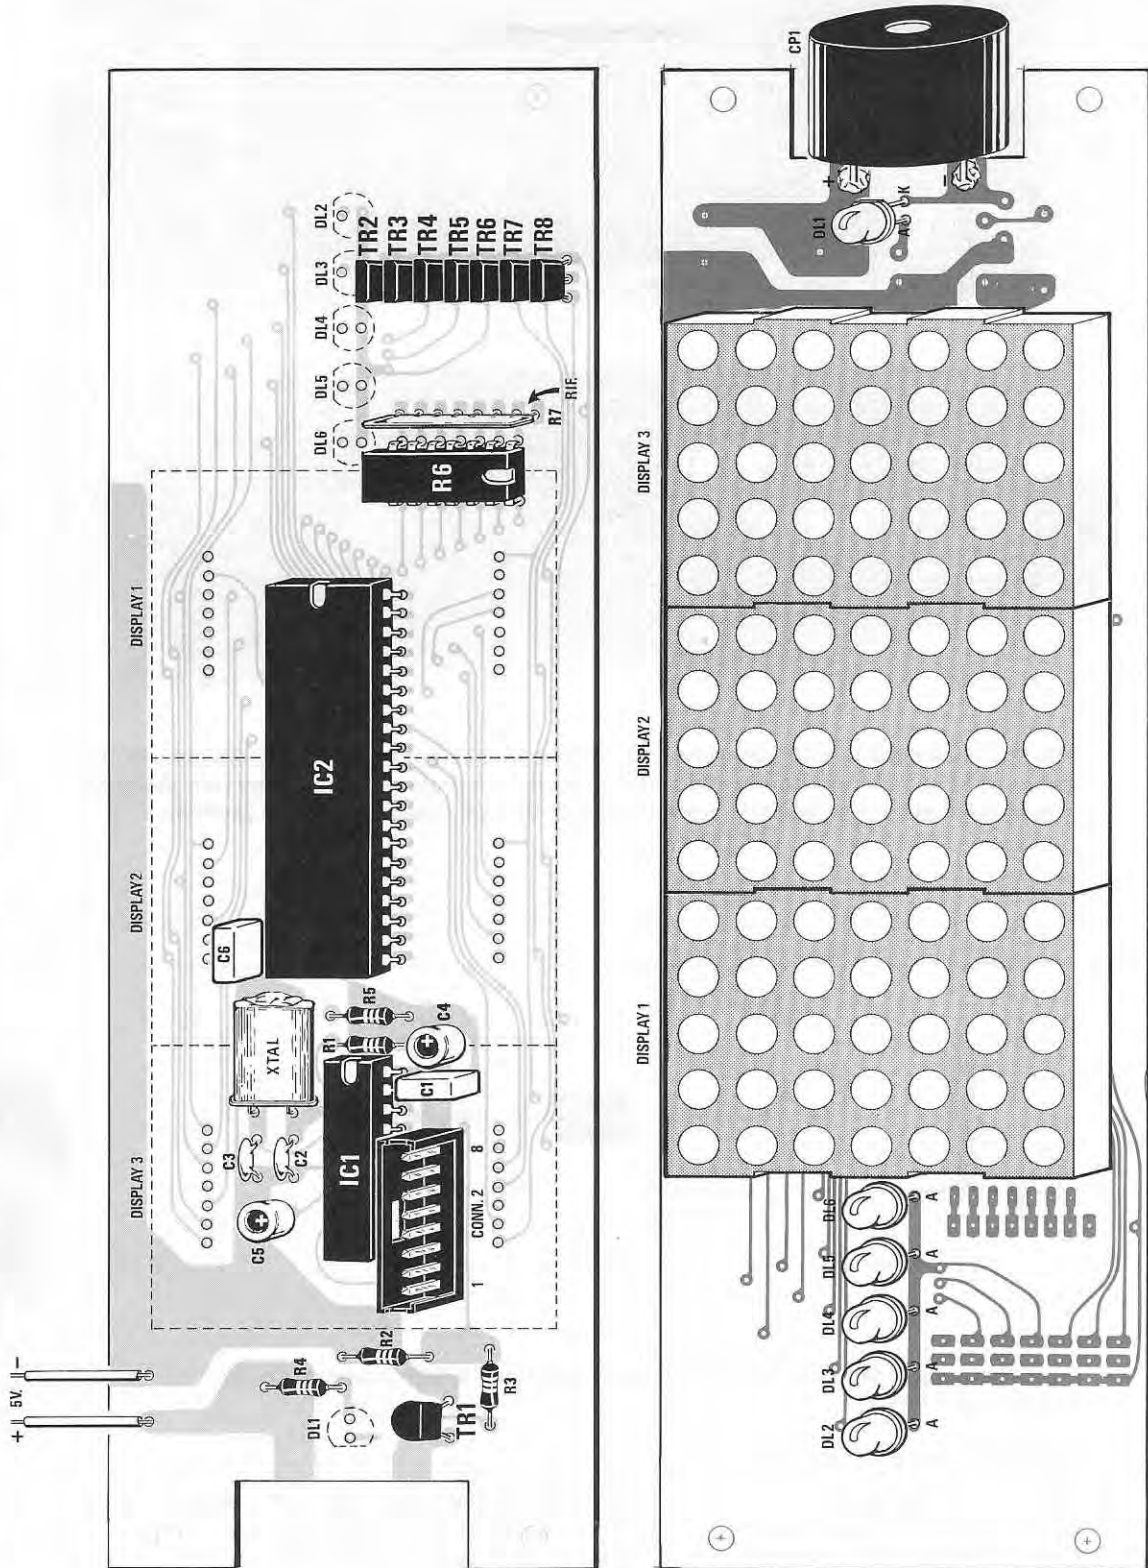 CP1
+
−
K
A
DL1
DL2
DL3
DL4
DL5
DL6
TR2
TR3
TR4
TR5
TR6
TR7
TR8
RIF.
R7
R6
DISPLAY 1
DISPLAY 2
DISPLAY 3
IC2
C6
XTAL
R5
R1
C4
C1
IC1
C3
C2
C5
1
CONN. 2
8
R2
R4
R3
DL1
TR1
+ 5V. −
DISPLAY 3
DISPLAY 2
DISPLAY 1
DL6
DL5
DL4
DL3
DL2
A
A
A
A
A